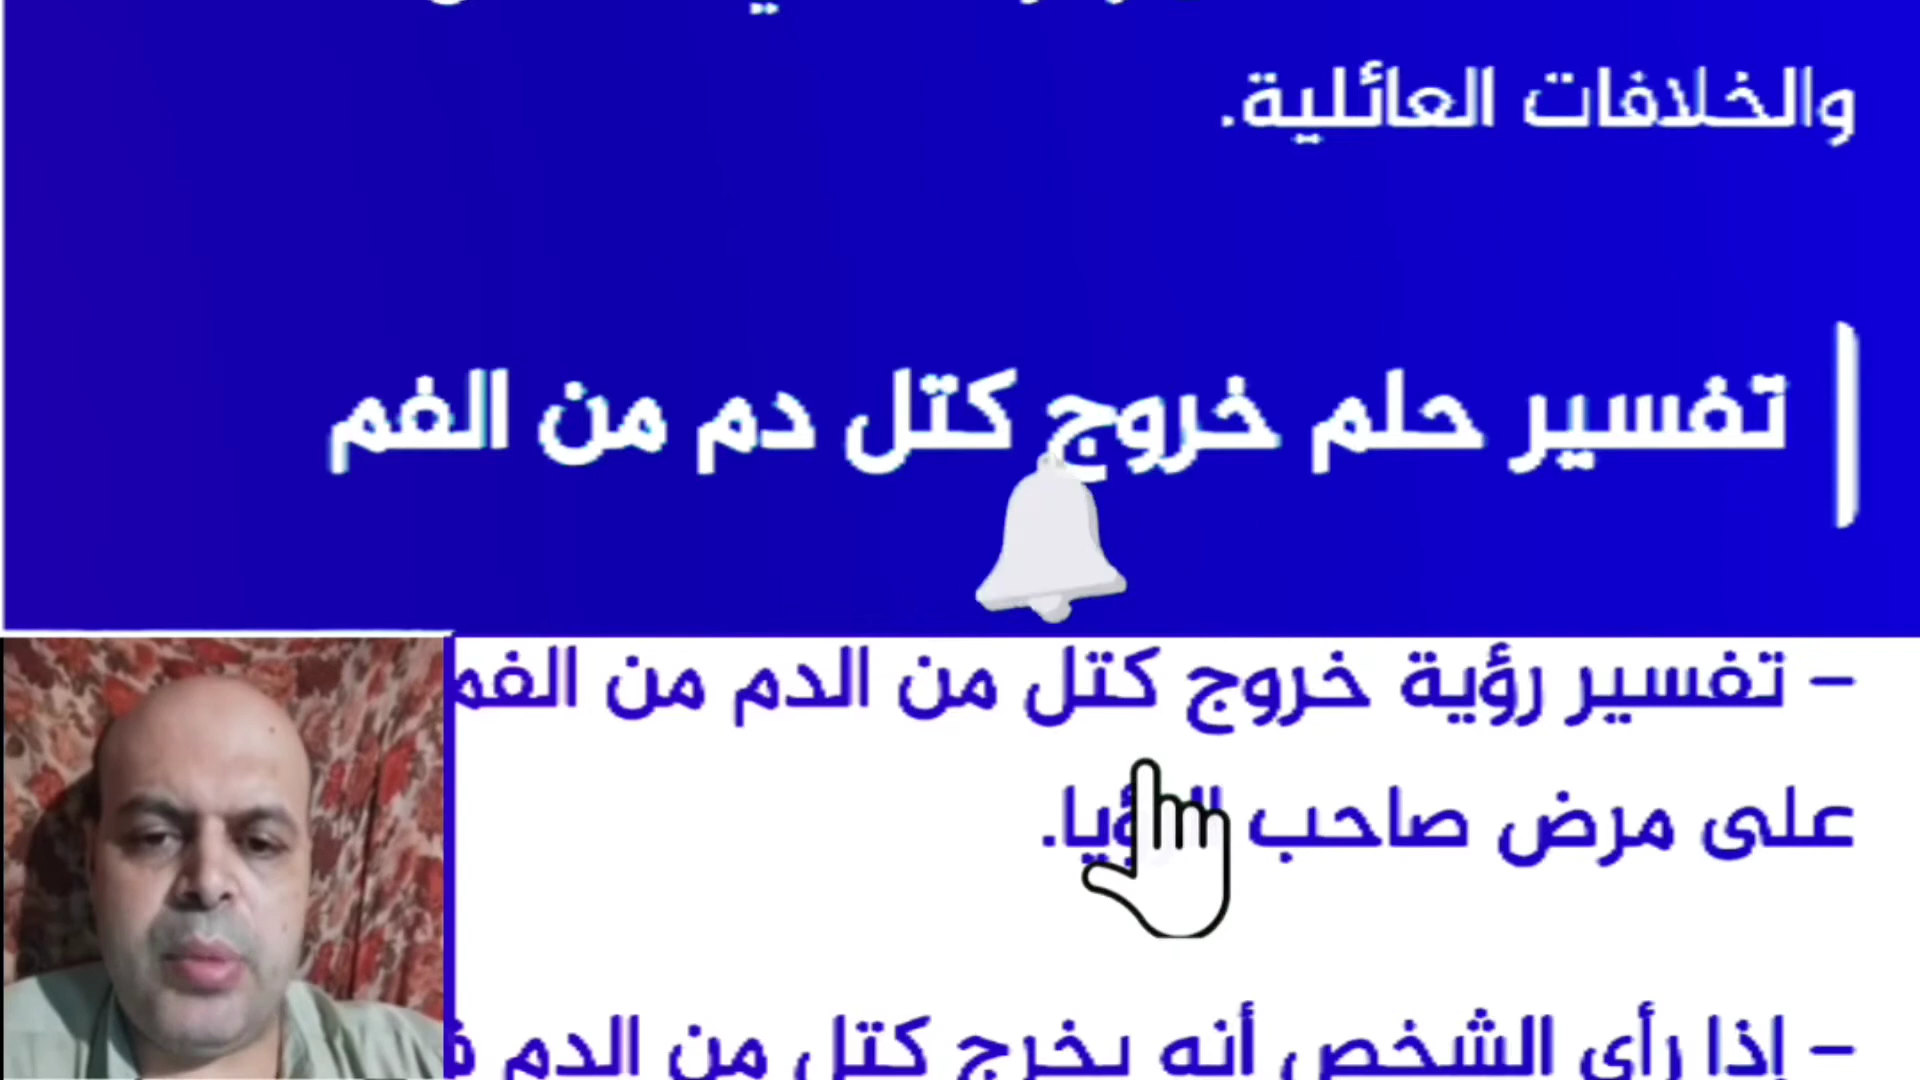 والخلافات العائلية.
تفسير حلم خروج كتل دم من الفم
– تفسير رؤية خروج كتل من الدم من الفم
على مرض صاحب
– إذا رأى الشخص أنه يخرج كتل من الدم